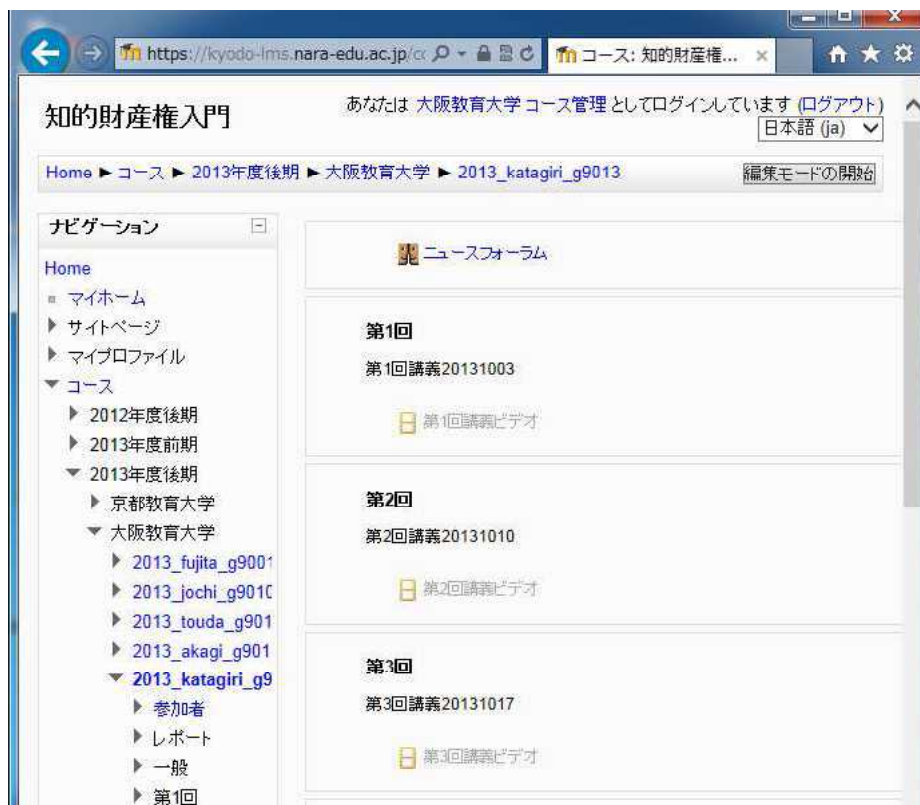 https://kyodo-lms.nara-edu.ac.jp/cc
コース: 知的財産権...
知的財産権入門
あなたは 大阪教育大学 コース管理 としてログインしています (ログアウト)
日本語 (ja)
Home ► コース ► 2013年度後期 ► 大阪教育大学 ► 2013_katagiri_g9013
編集モードの開始
ナビゲーション
Home
マイホーム
サイトページ
マイプロファイル
コース
2012年度後期
2013年度前期
2013年度後期
京都教育大学
大阪教育大学
2013_fujita_g9001
2013_jochi_g9010
2013_touda_g901
2013_akagi_g901
2013_katagiri_g9
参加者
レポート
一般
第1回
ニュースフォーラム
第1回
第1回講義20131003
第1回講義ビデオ
第2回
第2回講義20131010
第2回講義ビデオ
第3回
第3回講義20131017
第3回講義ビデオ